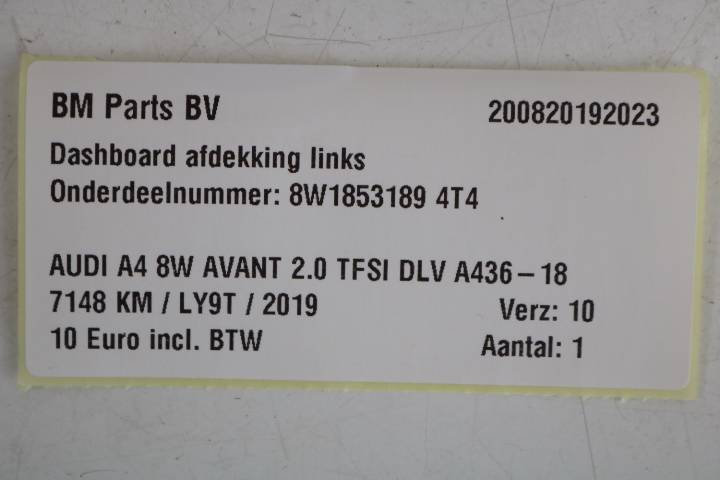 BM Parts BV 200820192023
Dashboard afdekking links
Onderdeelnummer: 8W1853189 4T4
AUDI A4 8W AVANT 2.0 TFSI DLV A436-18
7148 KM / LY9T / 2019 Verz: 10
10 Euro incl. BTW Aantal: 1